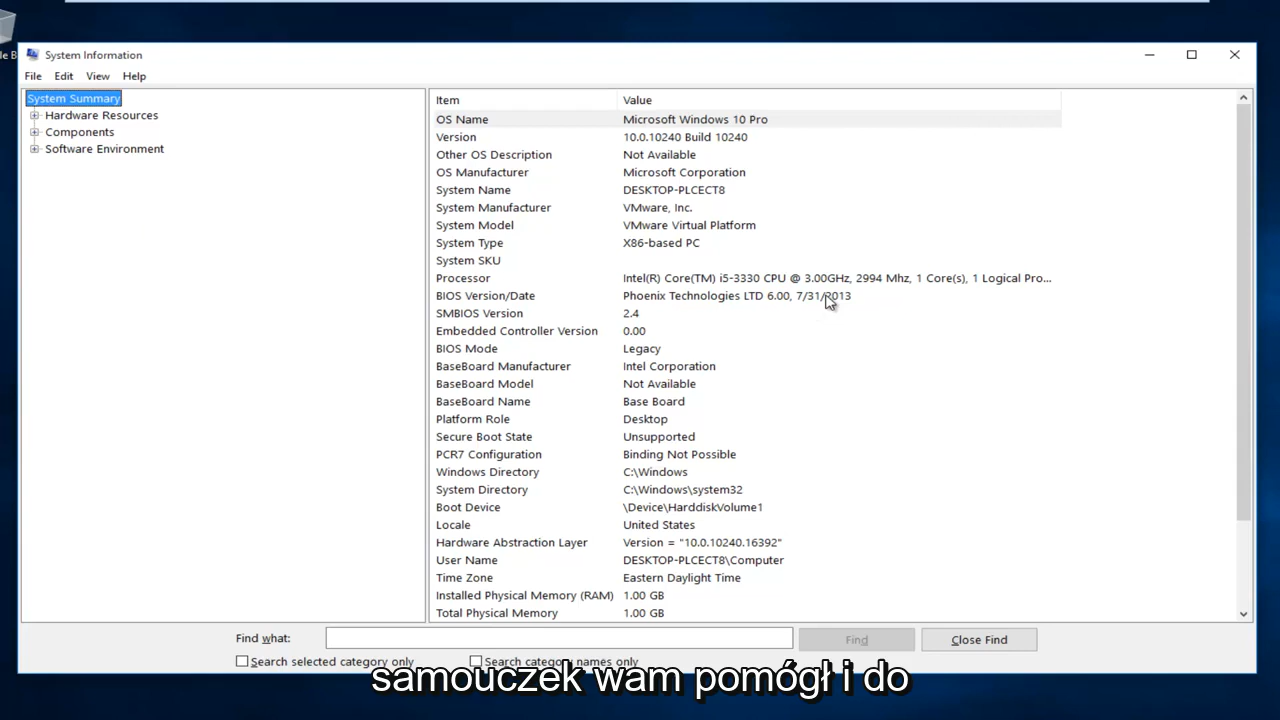 le B
System Information
File Edit View Help
System Summary
Hardware Resources
Components
Software Environment
Item Value
OS Name Microsoft Windows 10 Pro
Version 10.0.10240 Build 10240
Other OS Description Not Available
OS Manufacturer Microsoft Corporation
System Name DESKTOP-PLCECT8
System Manufacturer VMware, Inc.
System Model VMware Virtual Platform
System Type X86-based PC
System SKU
Processor Intel(R) Core(TM) i5-3330 CPU @ 3.00GHz, 2994 Mhz, 1 Core(s), 1 Logical Pro...
BIOS Version/Date Phoenix Technologies LTD 6.00, 7/31/2013
SMBIOS Version 2.4
Embedded Controller Version 0.00
BIOS Mode Legacy
BaseBoard Manufacturer Intel Corporation
BaseBoard Model Not Available
BaseBoard Name Base Board
Platform Role Desktop
Secure Boot State Unsupported
PCR7 Configuration Binding Not Possible
Windows Directory C:\Windows
System Directory C:\Windows\system32
Boot Device \Device\HarddiskVolume1
Locale United States
Hardware Abstraction Layer Version = "10.0.10240.16392"
User Name DESKTOP-PLCECT8\Computer
Time Zone Eastern Daylight Time
Installed Physical Memory (RAM) 1.00 GB
Total Physical Memory 1.00 GB
Find what: Find Close Find
Search selected category only Search category names only
samouczek wam pomógł i do